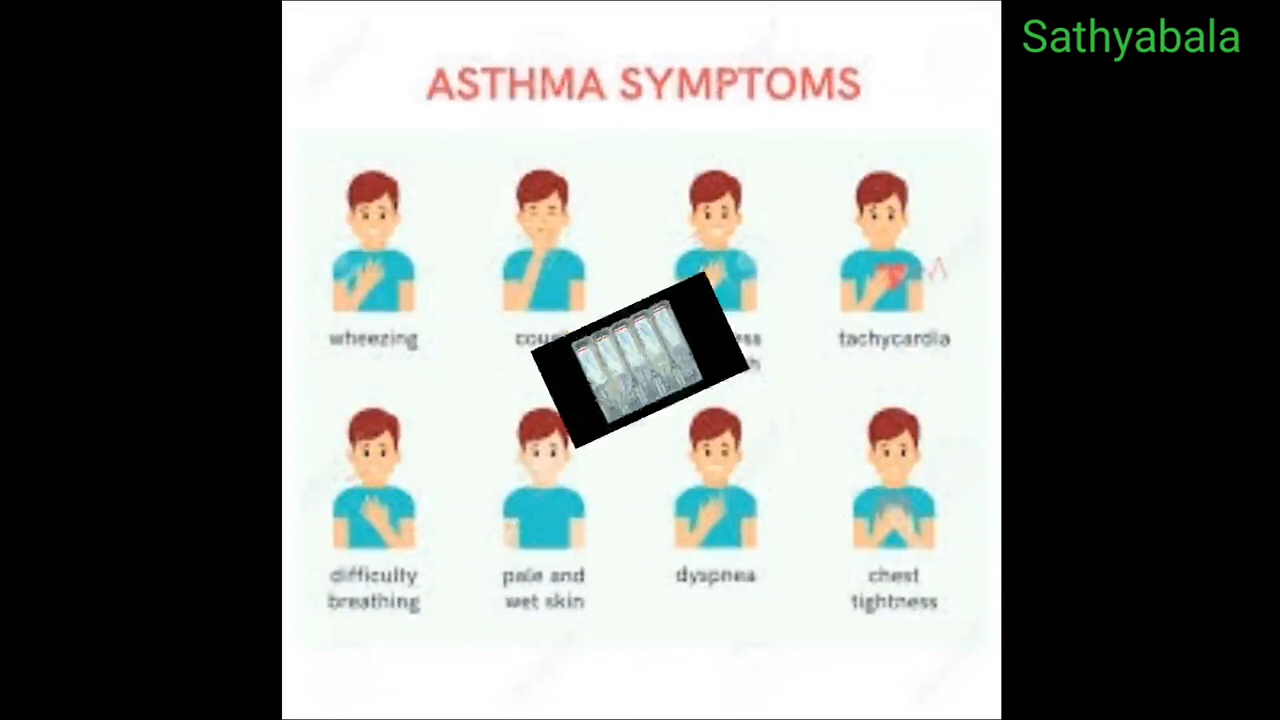 Sathyabala
ASTHMA SYMPTOMS
wheezing
tachycardia
difficulty
breathing
pale and
wet skin
dyspnea
chest
tightness